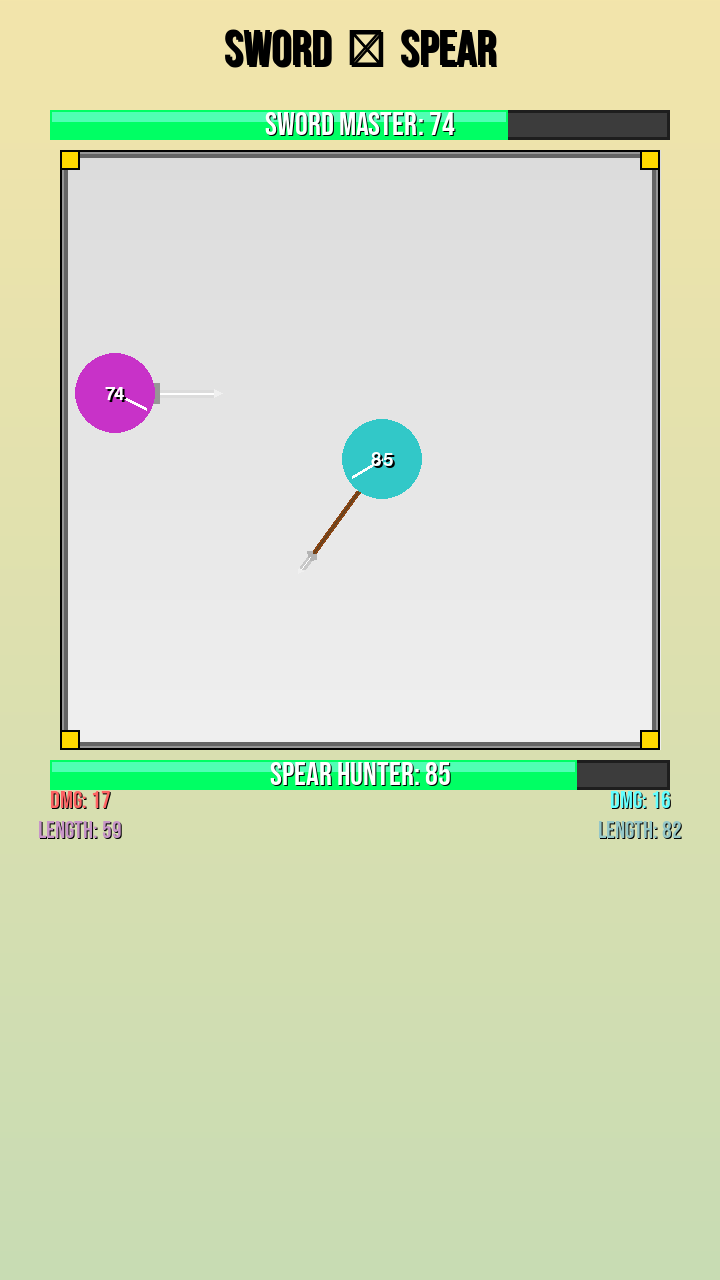 SWORD SPEAR
SWORD MASTER: 74
74
85
SPEAR HUNTER: 85
DMG: 17
DMG: 16
LENGTH: 59
LENGTH: 82